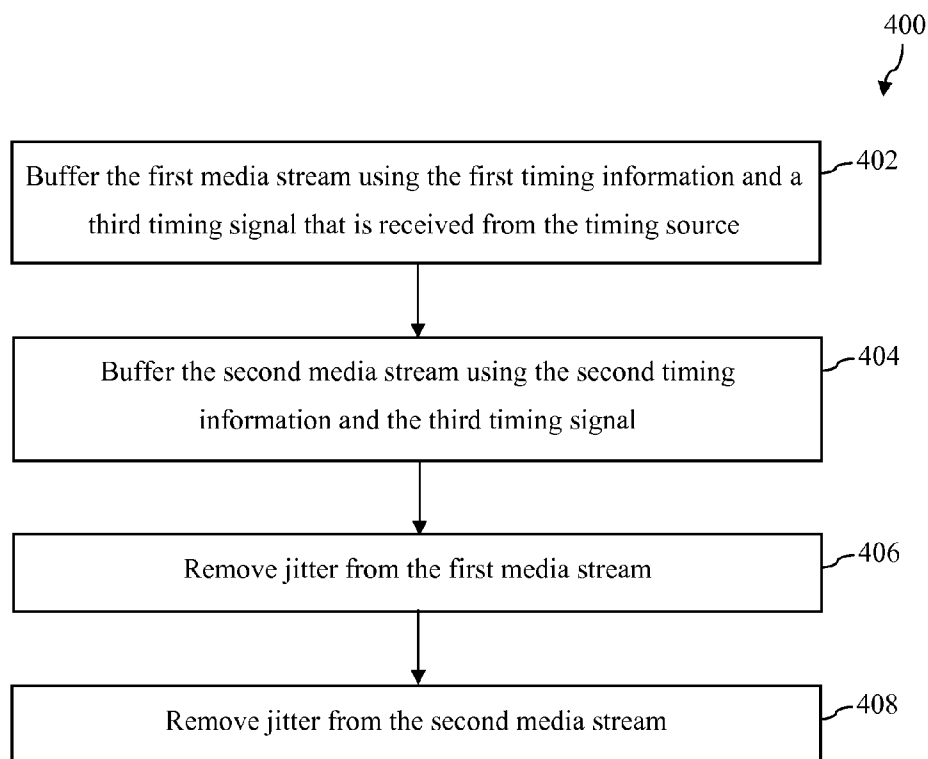 400
Buffer the first media stream using the first timing information and a
third timing signal that is received from the timing source
402
Buffer the second media stream using the second timing
information and the third timing signal
404
Remove jitter from the first media stream
406
Remove jitter from the second media stream
408